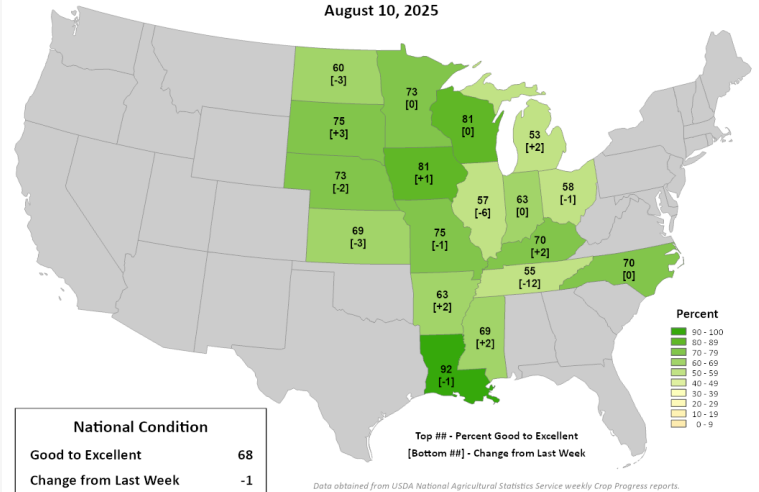 August 10, 2025
60
[-3]
73
[0]
81
[0]
53
[+2]
75
[+3]
81
[+1]
73
[-2]
57
[-6]
63
[0]
58
[-1]
69
[-3]
75
[-1]
70
[+2]
70
[0]
55
[-12]
63
[+2]
69
[+2]
92
[-1]
Percent
90 - 100
80 - 89
70 - 79
60 - 69
50 - 59
40 - 49
30 - 39
20 - 29
10 - 19
0 - 9
National Condition
Good to Excellent 68
Change from Last Week -1
Top ## - Percent Good to Excellent
[Bottom ##] - Change from Last Week
Data obtained from USDA National Agricultural Statistics Service weekly Crop Progress reports.